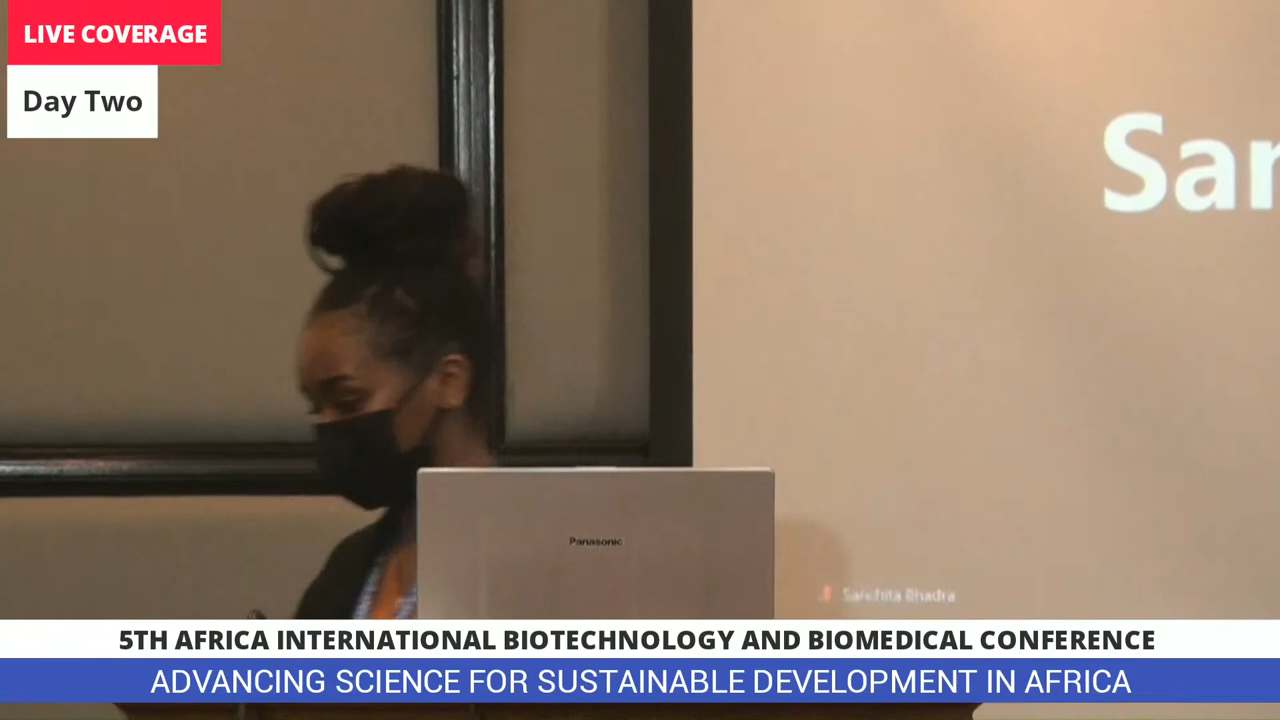 LIVE COVERAGE
Day Two
San
Panasonic
Sanchita Bhadra
5TH AFRICA INTERNATIONAL BIOTECHNOLOGY AND BIOMEDICAL CONFERENCE
ADVANCING SCIENCE FOR SUSTAINABLE DEVELOPMENT IN AFRICA